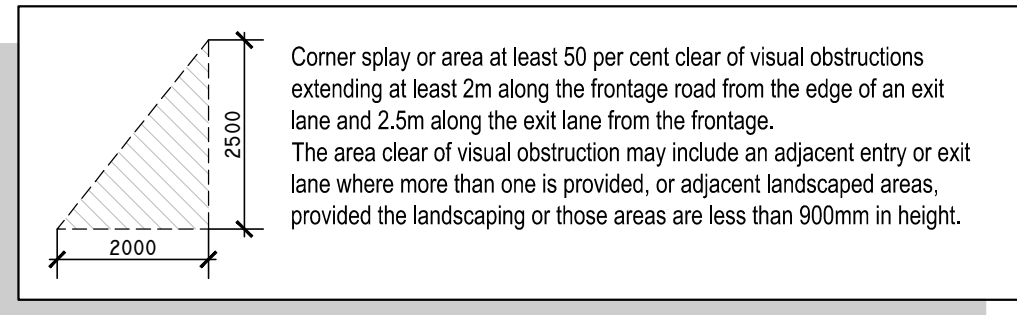 Corner splay or area at least 50 per cent clear of visual obstructions
extending at least 2m along the frontage road from the edge of an exit
lane and 2.5m along the exit lane from the frontage.
The area clear of visual obstruction may include an adjacent entry or exit
lane where more than one is provided, or adjacent landscaped areas,
provided the landscaping or those areas are less than 900mm in height.
2500
2000